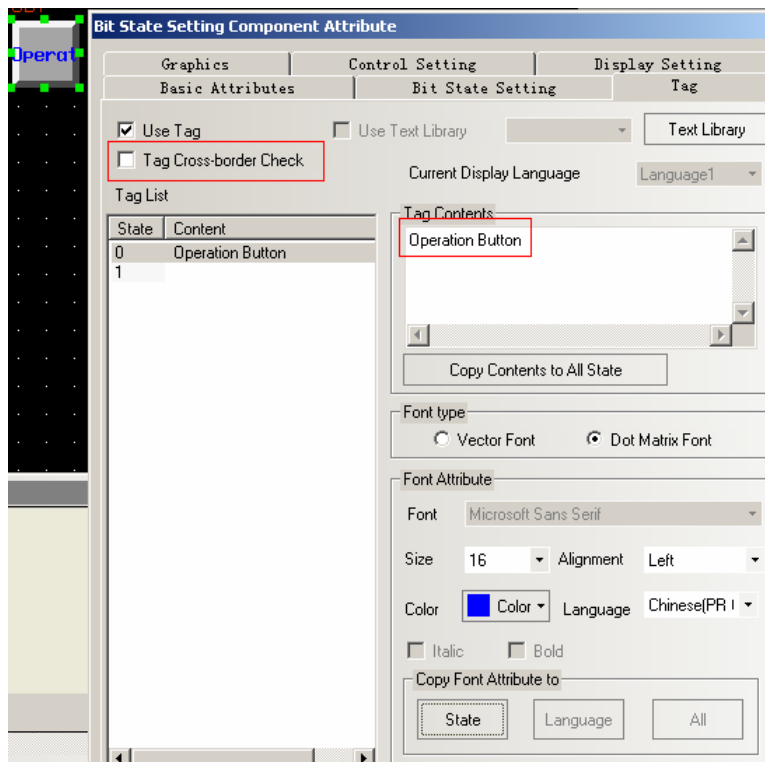 Bit State Setting Component Attribute
Operat
Graphics
Control Setting
Display Setting
Basic Attributes
Bit State Setting
Tag
Use Tag
Use Text Library
Text Library
Tag Cross-border Check
Current Display Language
Language1
Tag List
State
Content
0
Operation Button
1
Tag Contents
Operation Button
Copy Contents to All State
Font type
Vector Font
Dot Matrix Font
Font Attribute
Font
Microsoft Sans Serif
Size
16
Alignment
Left
Color
Color
Language
Chinese(PR
Italic
Bold
Copy Font Attribute to
State
Language
All